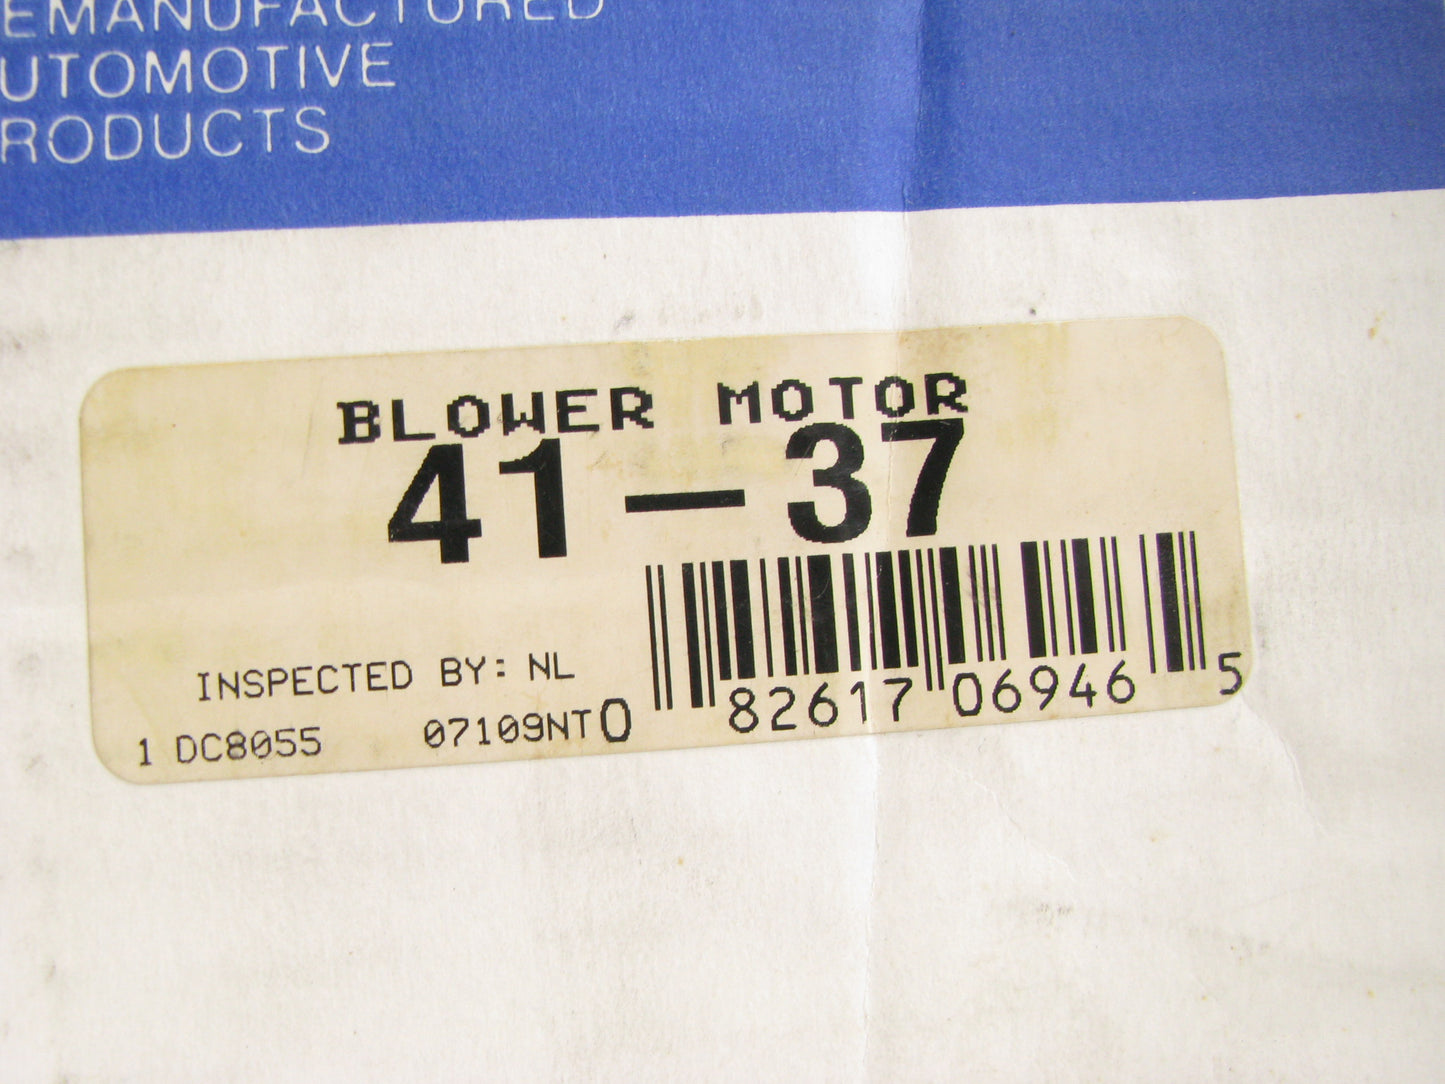 EMANUFACTURED
UTOMOTIVE
RODUCTS
BLOWER MOTOR
41-37
INSPECTED BY: NL
1 DC8055 07109NT
0 82617 06946 5